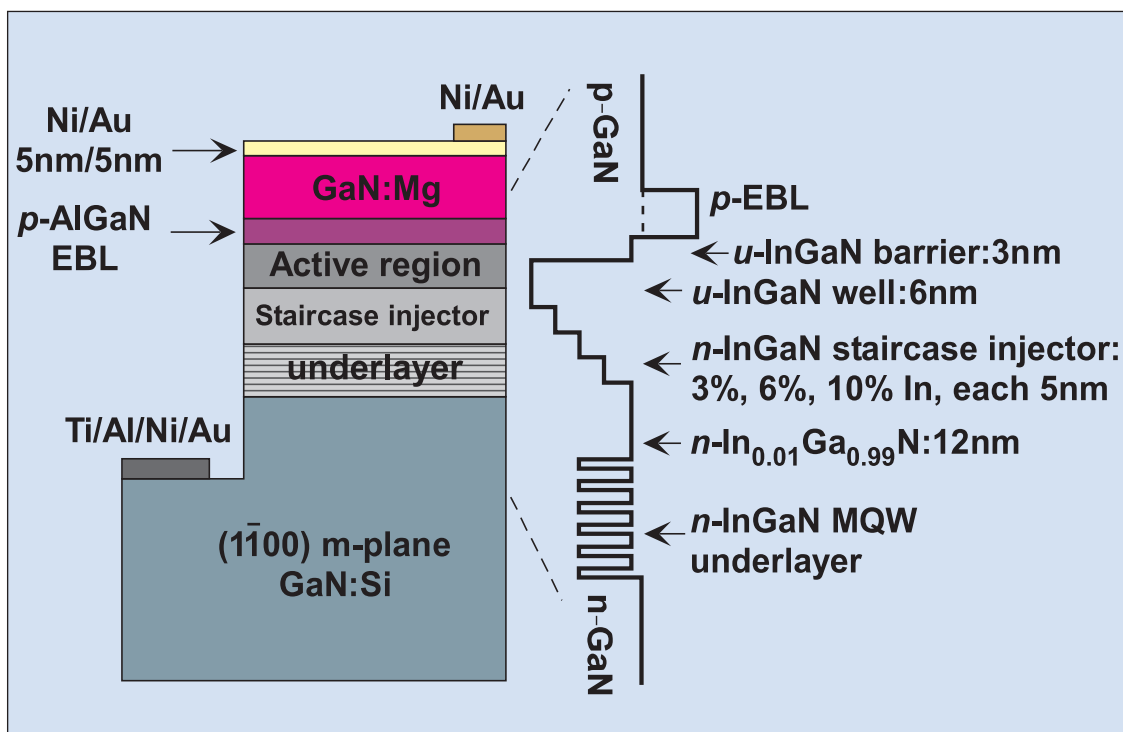 Ni/Au
5nm/5nm
p-AlGaN
EBL
Ti/Al/Ni/Au
Ni/Au
GaN:Mg
Active region
Staircase injector
underlayer
(11̄00) m-plane
GaN:Si
p-GaN
n-GaN
p-EBL
u-InGaN barrier:3nm
u-InGaN well:6nm
n-InGaN staircase injector:
3%, 6%, 10% In, each 5nm
n-In₀.₀₁Ga₀.₉₉N:12nm
n-InGaN MQW
underlayer